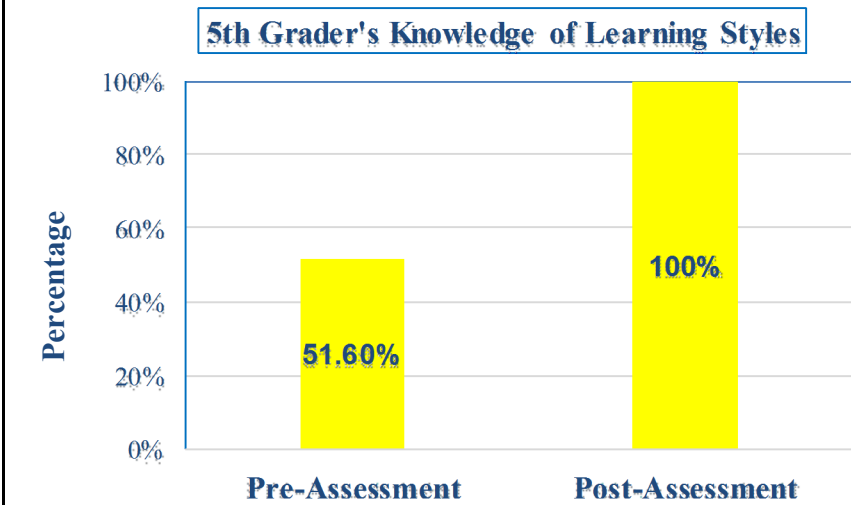 5th Grader's Knowledge of Learning Styles
100%
80%
60%
40%
20%
0%
Percentage
51.60%
100%
Pre-Assessment
Post-Assessment